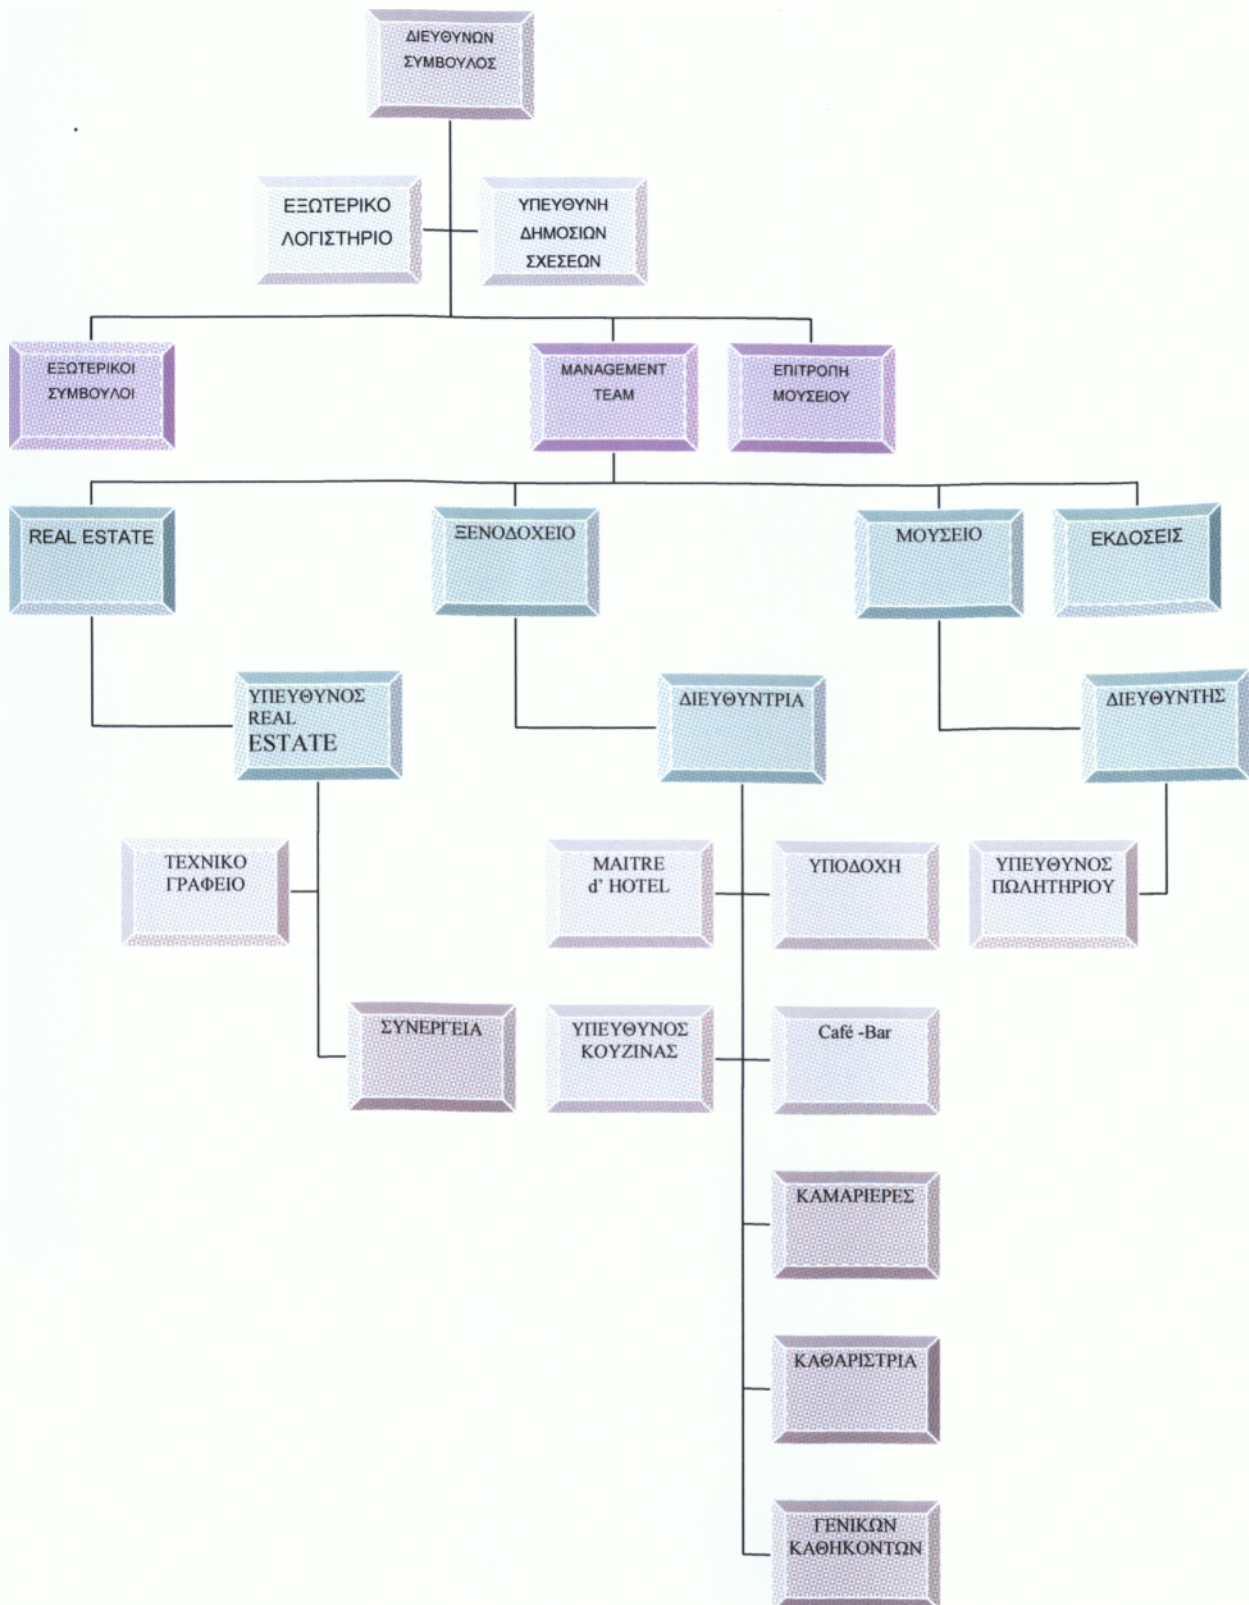 ΔΙΕΥΘΥΝΩΝ
ΣΥΜΒΟΥΛΟΣ
ΕΞΩΤΕΡΙΚΟ
ΛΟΓΙΣΤΗΡΙΟ
ΥΠΕΥΘΥΝΗ
ΔΗΜΟΣΙΩΝ
ΣΧΕΣΕΩΝ
ΕΞΩΤΕΡΙΚΟΙ
ΣΥΜΒΟΥΛΟΙ
MANAGEMENT
TEAM
ΕΠΙΤΡΟΠΗ
ΜΟΥΣΕΙΟΥ
REAL ESTATE
ΞΕΝΟΔΟΧΕΙΟ
ΜΟΥΣΕΙΟ
ΕΚΔΟΣΕΙΣ
ΥΠΕΥΘΥΝΟΣ
REAL
ESTATE
ΔΙΕΥΘΥΝΤΡΙΑ
ΔΙΕΥΘΥΝΤΗΣ
ΤΕΧΝΙΚΟ
ΓΡΑΦΕΙΟ
MAITRE
d’ HOTEL
ΥΠΟΔΟΧΗ
ΥΠΕΥΘΥΝΟΣ
ΠΩΛΗΤΗΡΙΟΥ
ΣΥΝΕΡΓΕΙΑ
ΥΠΕΥΘΥΝΟΣ
ΚΟΥΖΙΝΑΣ
Café -Bar
ΚΑΜΑΡΙΕΡΕΣ
ΚΑΘΑΡΙΣΤΡΙΑ
ΓΕΝΙΚΩΝ
ΚΑΘΗΚΟΝΤΩΝ